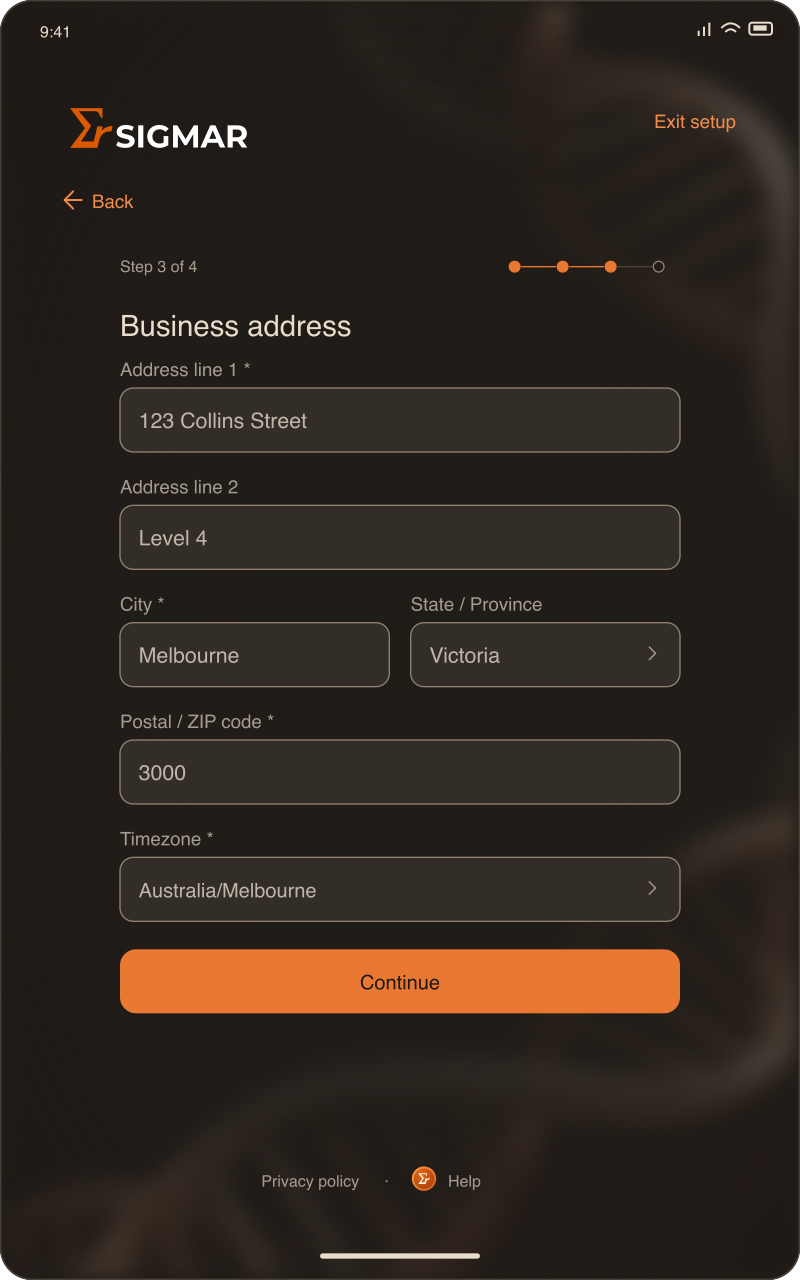 9:41
Σr SIGMAR
Exit setup
Back
Step 3 of 4
Business address
Address line 1 *
123 Collins Street
Address line 2
Level 4
City *
State / Province
Melbourne
Victoria
Postal / ZIP code *
3000
Timezone *
Australia/Melbourne
Continue
Privacy policy · Σr Help